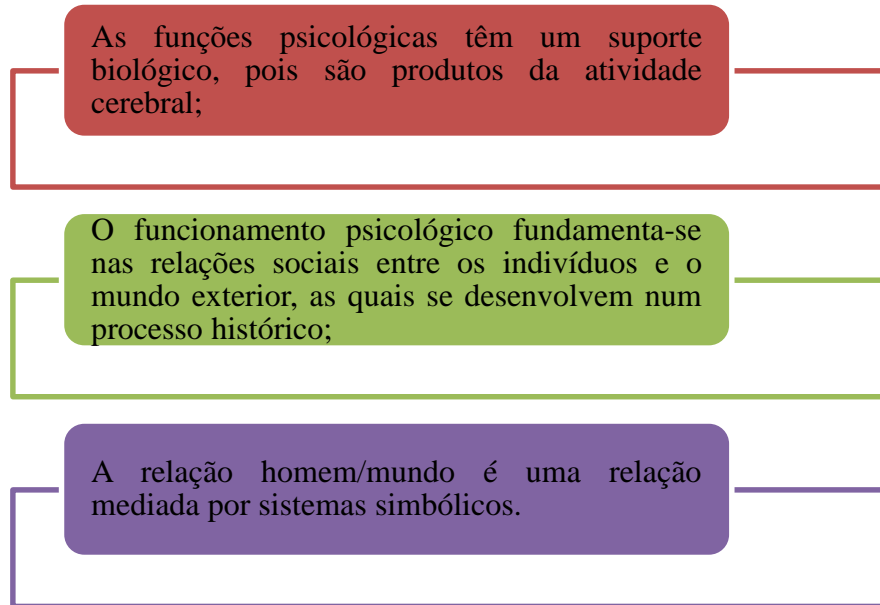 As funções psicológicas têm um suporte
biológico, pois são produtos da atividade
cerebral;
O funcionamento psicológico fundamenta-se
nas relações sociais entre os indivíduos e o
mundo exterior, as quais se desenvolvem num
processo histórico;
A relação homem/mundo é uma relação
mediada por sistemas simbólicos.